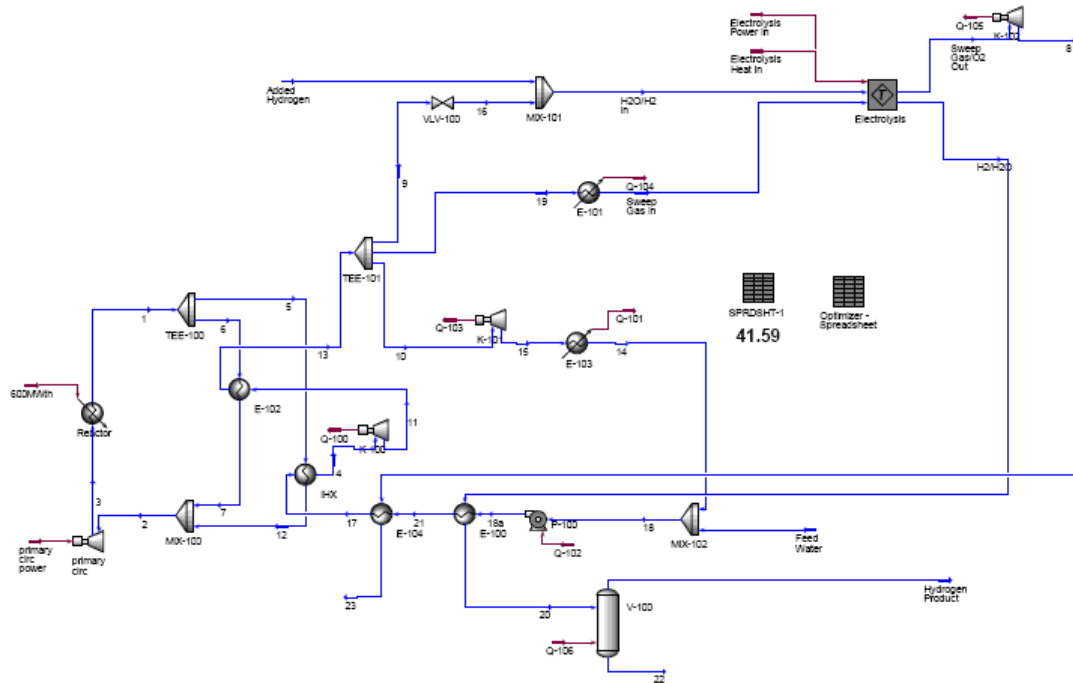 Electrolysis
Power In
Q-105
K-102
Sweep
Gas/O2
Out
8
Electrolysis
Heat In
Added
Hydrogen
VLV-100
16
MIX-101
H2O/H2
In
Electrolysis
H2/H2O
9
19
E-101
Q-104
Sweep
Gas In
TEE-101
SPRDSHT-1
41.59
Optimizer -
Spreadsheet
1
TEE-100
5
6
13
10
Q-103
K-101
15
E-103
Q-101
14
600MWth
Reactor
E-102
11
Q-100
K-100
4
IHX
3
2
7
MIX-100
12
17
E-104
21
E-100
18a
P-100
18
MIX-102
Feed
Water
primary
circ
power
primary
circ
Q-102
23
20
V-100
Hydrogen
Product
Q-106
22